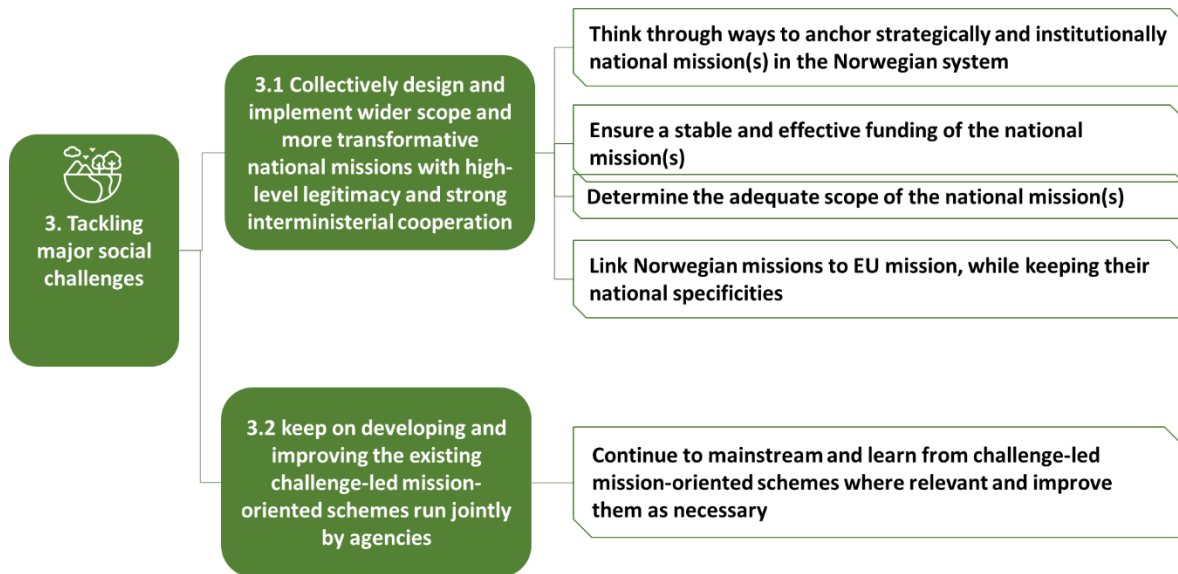 3. Tackling
major social
challenges
3.1 Collectively design and
implement wider scope and
more transformative
national missions with high-
level legitimacy and strong
interministerial cooperation
Think through ways to anchor strategically and institutionally
national mission(s) in the Norwegian system
Ensure a stable and effective funding of the national
mission(s)
Determine the adequate scope of the national mission(s)
Link Norwegian missions to EU mission, while keeping their
national specificities
3.2 keep on developing and
improving the existing
challenge-led mission-
oriented schemes run jointly
by agencies
Continue to mainstream and learn from challenge-led
mission-oriented schemes where relevant and improve
them as necessary